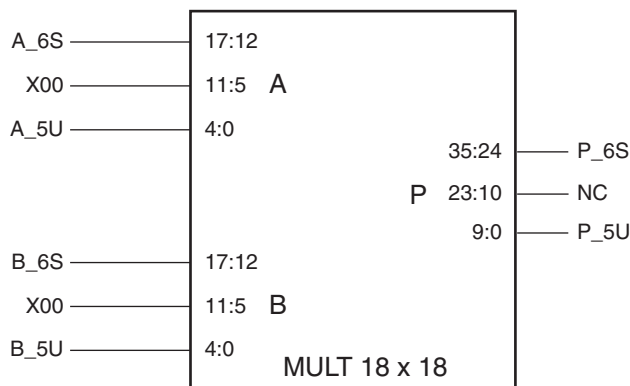 A_6S 17:12
X00 11:5 A
A_5U 4:0
35:24 P_6S
P 23:10 NC
9:0 P_5U
B_6S 17:12
X00 11:5 B
B_5U 4:0
MULT 18 x 18